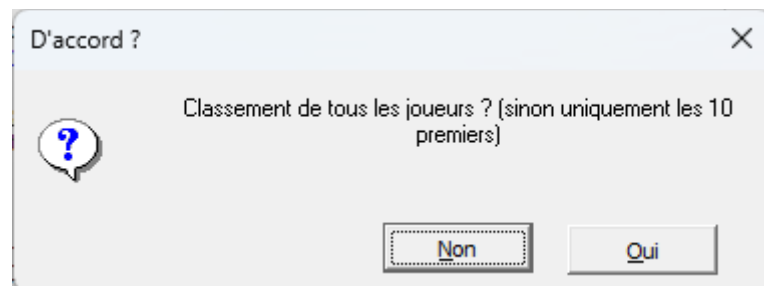 D'accord ?
Classement de tous les joueurs ? (sinon uniquement les 10
premiers)
Non
Oui